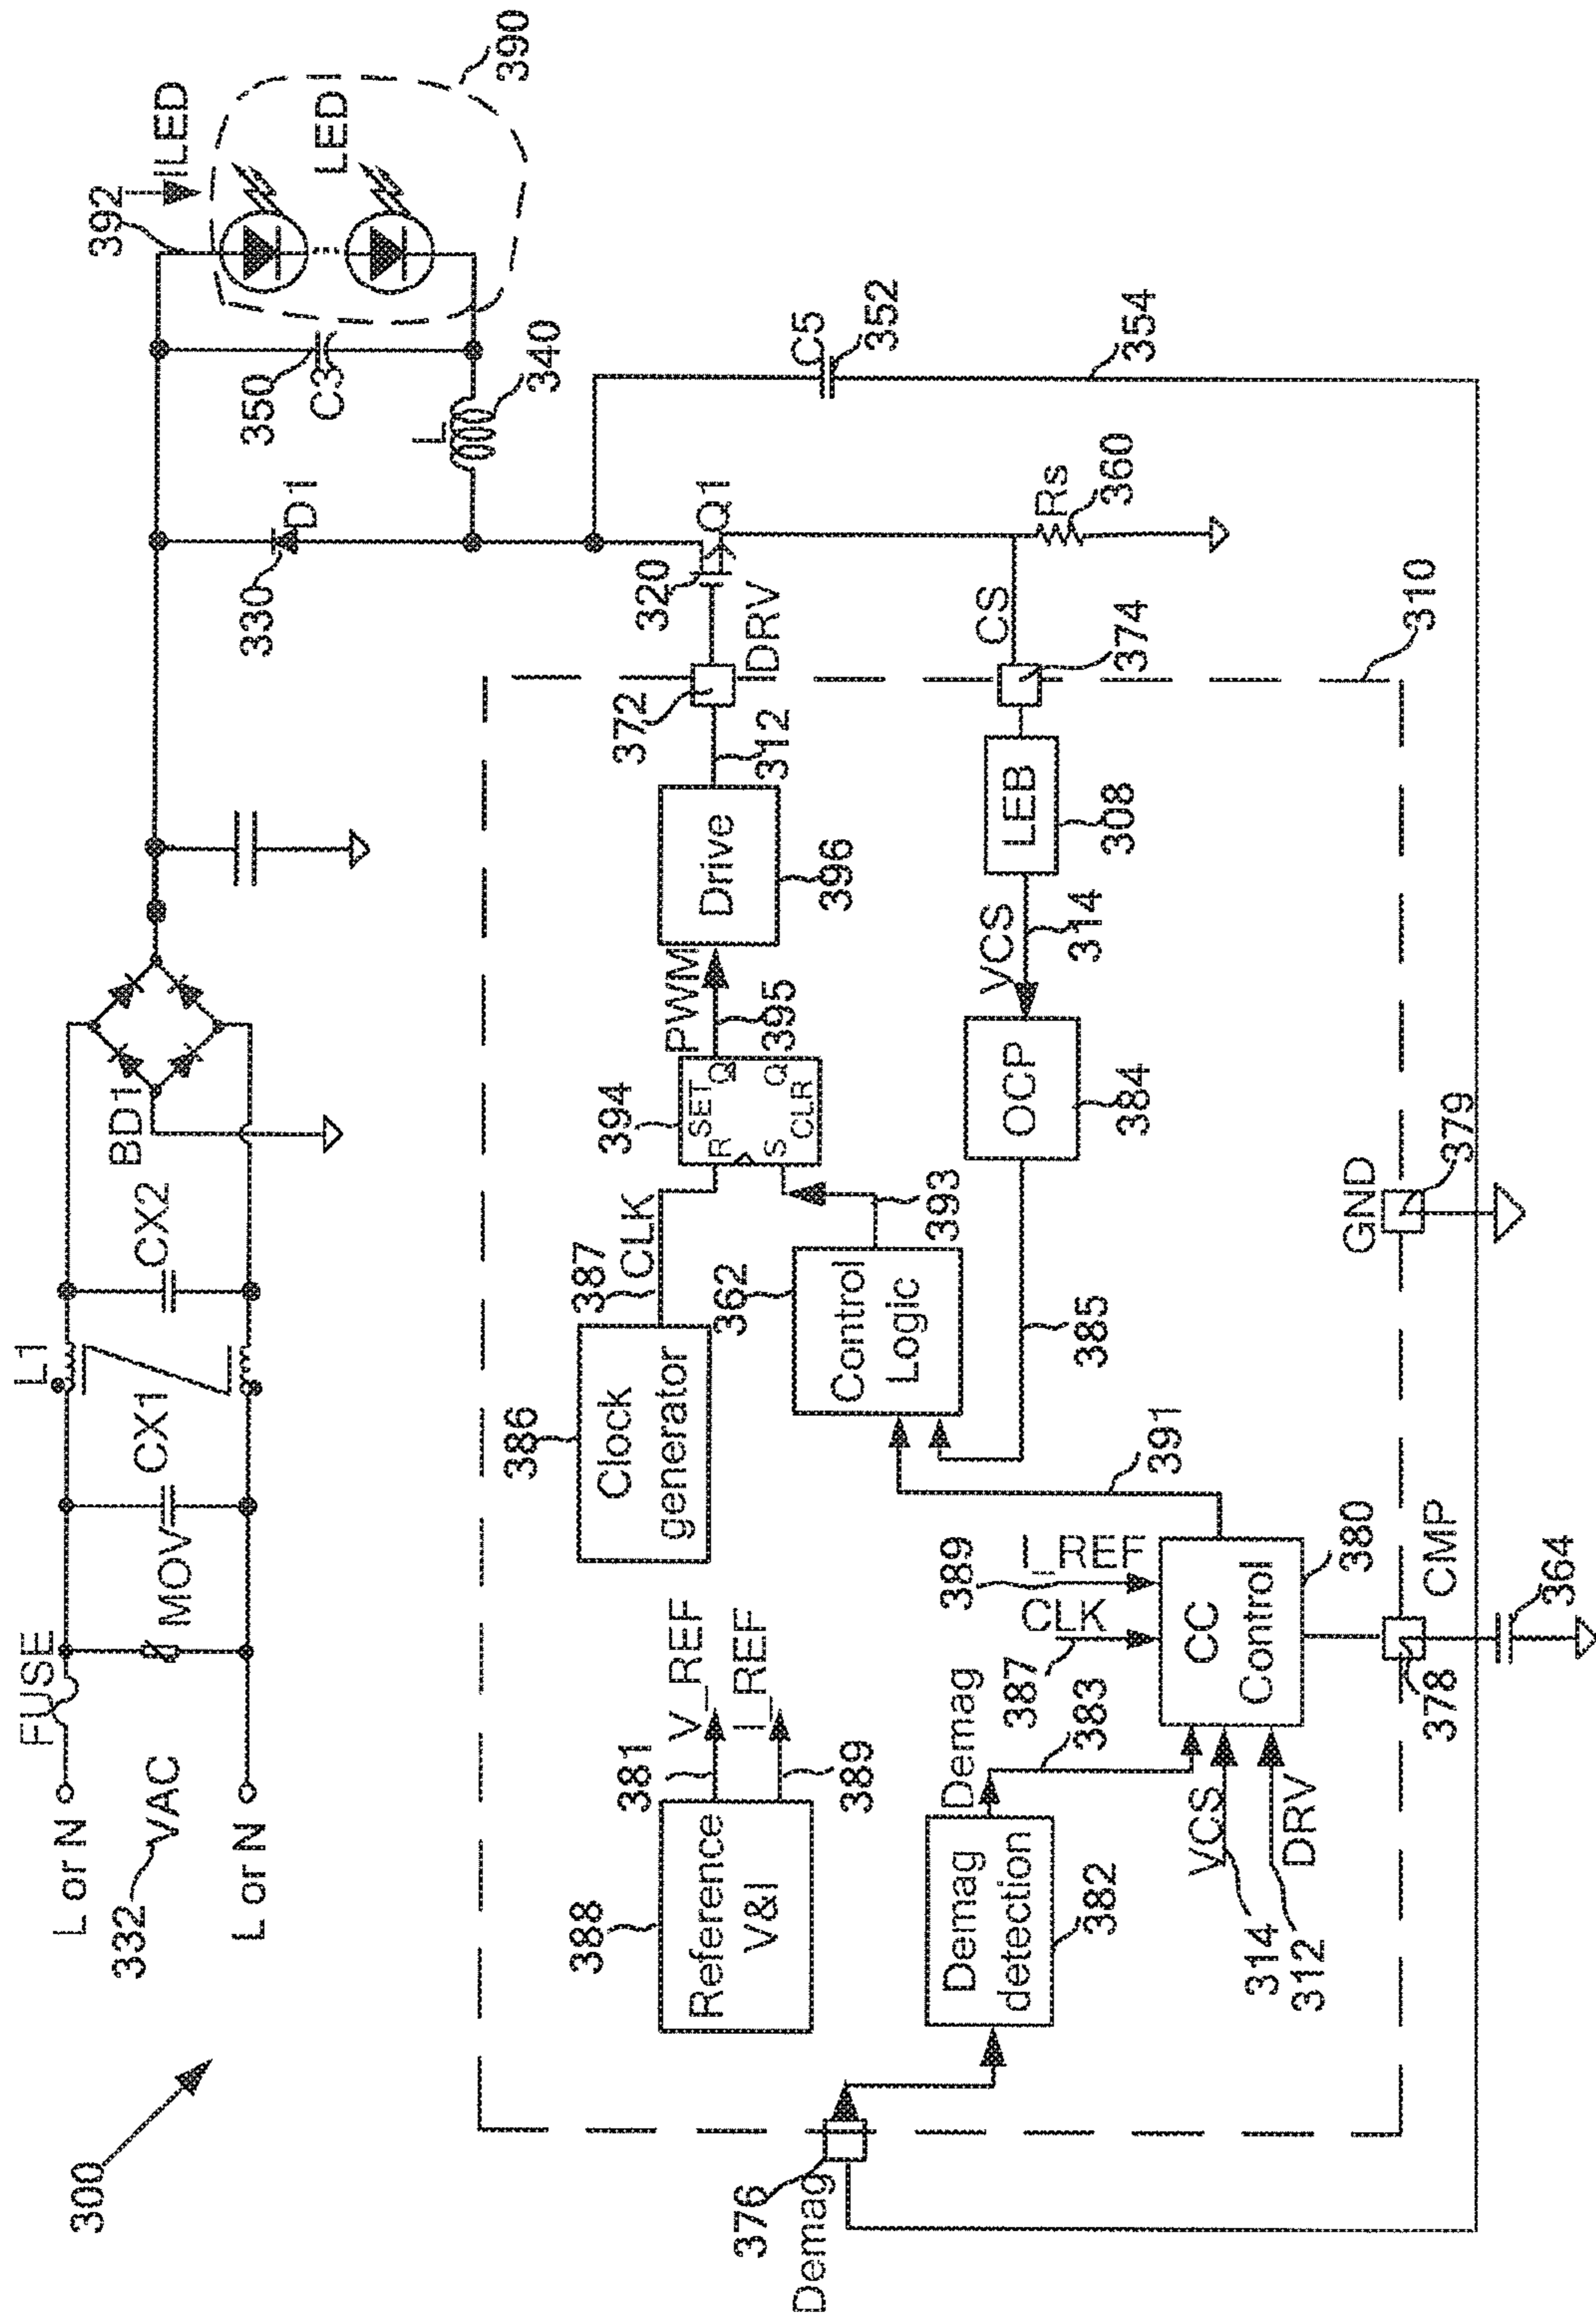 300
L or N
332
VAC
L or N
FUSE
MOV
CX1
L1
CX2
BD1
330
D1
350
C3
L
340
392
ILED
LED
390
C5
352
354
320
Q1
DRV
372
312
CS
374
Rs
360
310
388
Reference
V&I
381
V_REF
I_REF
389
386
Clock
generator
387
CLK
394
R
SET
Q
S
CLR
Q
PWM
395
Drive
396
362
Control
Logic
393
OCP
384
VCS
314
LEB
308
385
391
376
Demag
Demag
detection
382
Demag
383
387
CLK
389
I_REF
CC
Control
380
VCS
314
312
DRV
378
CMP
364
GND
379